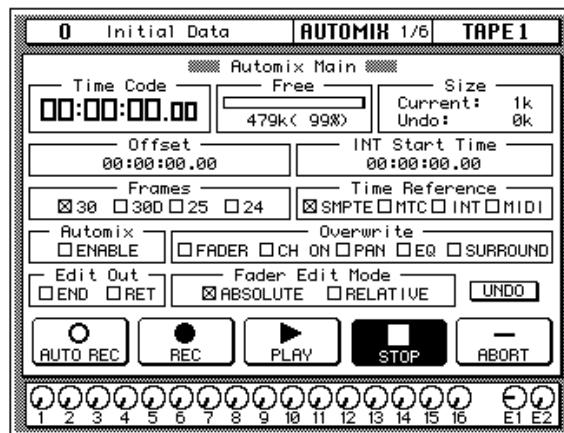 0 Initial Data AUTOMIX 1/6 TAPE1
Automix Main
Time Code Free Size
00:00:00.00 479k( 99%) Current: 1k
Undo: 0k
Offset INT Start Time
00:00:00.00 00:00:00.00
Frames Time Reference
30 30D 25 24 SMPTE MTC INT MIDI
Automix Overwrite
ENABLE FADER CH ON PAN EQ SURROUND
Edit Out Fader Edit Mode
END RET ABSOLUTE RELATIVE UNDO
AUTO REC REC PLAY STOP ABORT
1 2 3 4 5 6 7 8 9 10 11 12 13 14 15 16 E1 E2